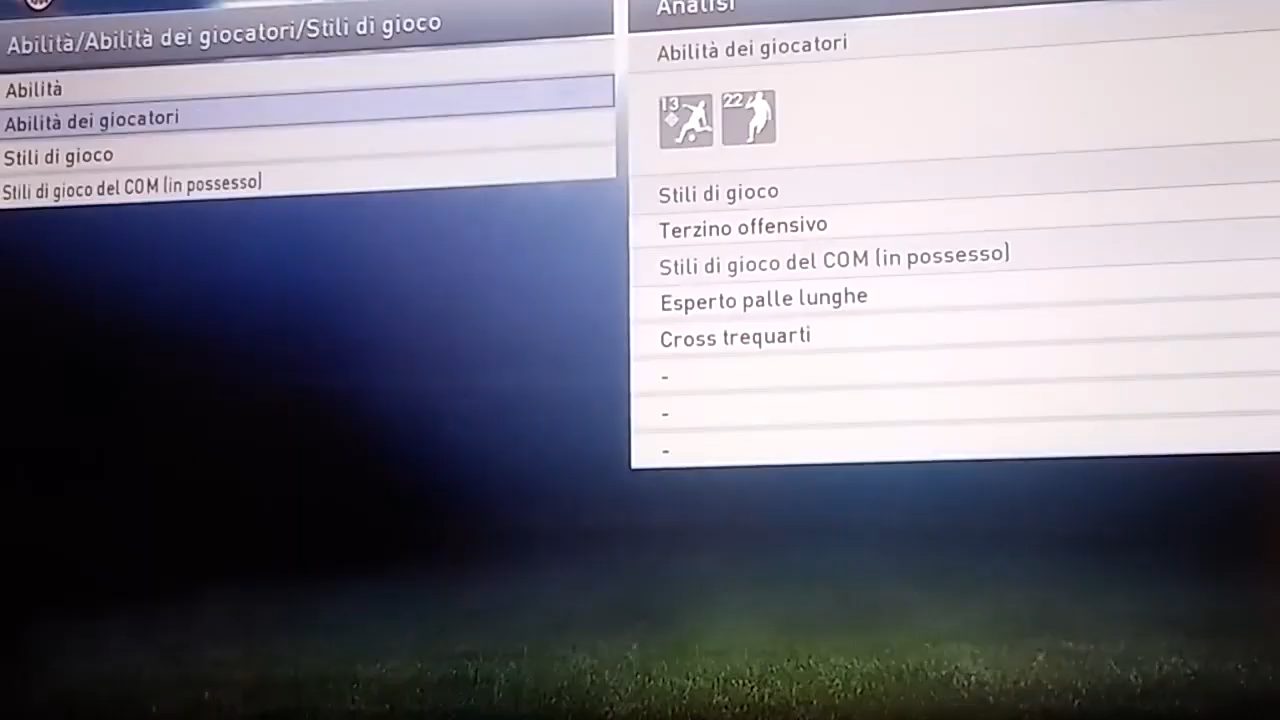 Abilità/Abilità dei giocatori/Stili di gioco
Abilità
Abilità dei giocatori
Stili di gioco
Stili di gioco del COM (in possesso)
Analisi
Abilità dei giocatori
13 22
Stili di gioco
Terzino offensivo
Stili di gioco del COM (in possesso)
Esperto palle lunghe
Cross trequarti
-
-
-